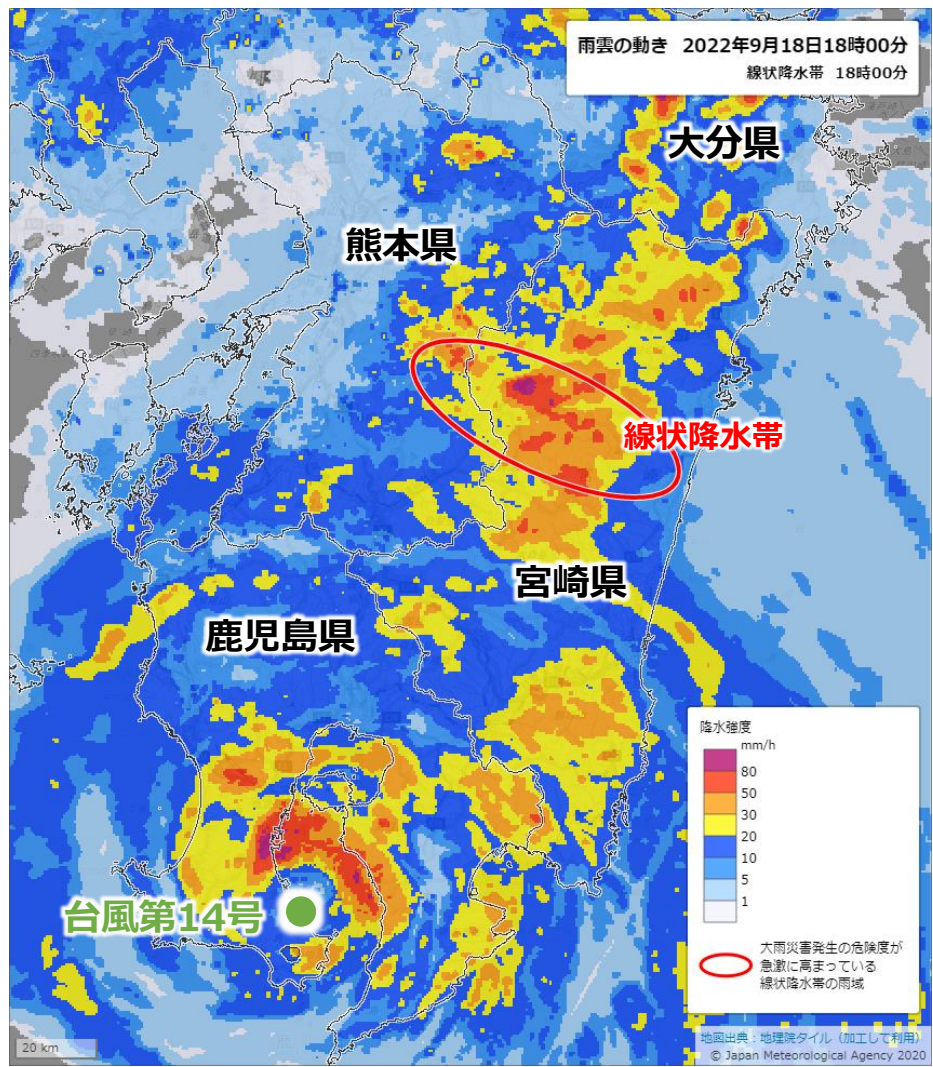 雨雲の動き 2022年9月18日18時00分
線状降水帯 18時00分
大分県
熊本県
線状降水帯
宮崎県
鹿児島県
台風第14号
降水強度
mm/h
80
50
30
20
10
5
1
大雨災害発生の危険度が
急激に高まっている
線状降水帯の雨域
20 km
地図出典：地理院タイル（加工して利用）
© Japan Meteorological Agency 2020